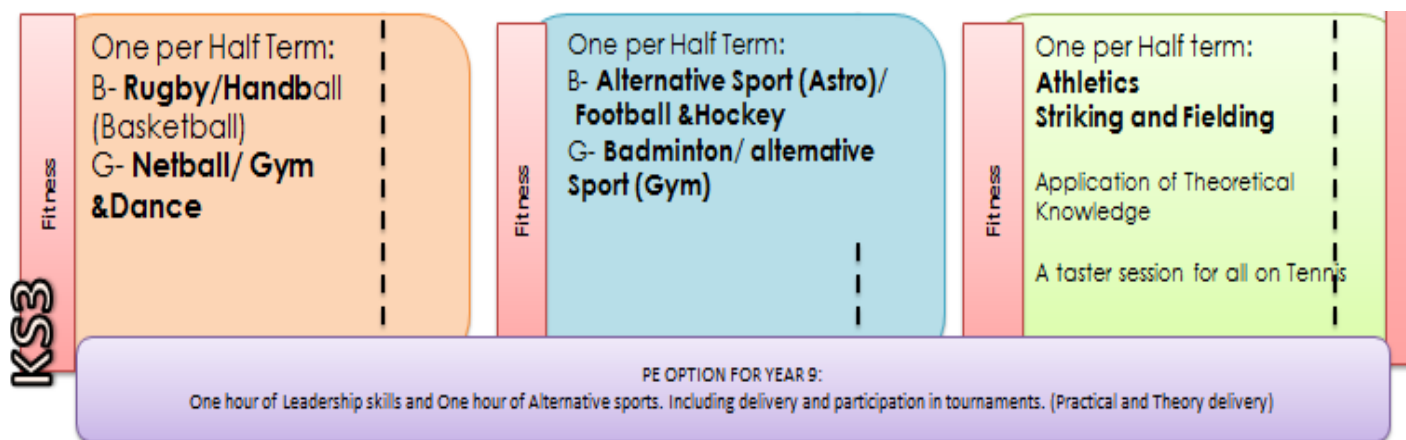 KS3
Fitness
One per Half Term:
B- Rugby/Handball
(Basketball)
G- Netball/ Gym
&Dance
Fitness
One per Half Term:
B- Alternative Sport (Astro)/
Football &Hockey
G- Badminton/ alternative
Sport (Gym)
Fitness
One per Half term:
Athletics
Striking and Fielding
Application of Theoretical
Knowledge
A taster session for all on Tennis
PE OPTION FOR YEAR 9:
One hour of Leadership skills and One hour of Alternative sports. Including delivery and participation in tournaments. (Practical and Theory delivery)